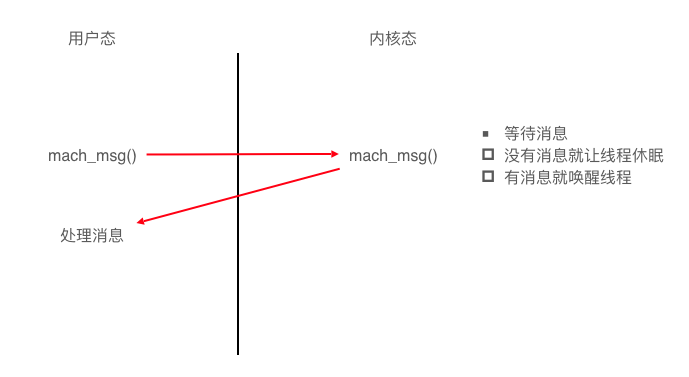 用户态
内核态
mach_msg()
mach_msg()
▪ 等待消息
❑ 没有消息就让线程休眠
❑ 有消息就唤醒线程
处理消息